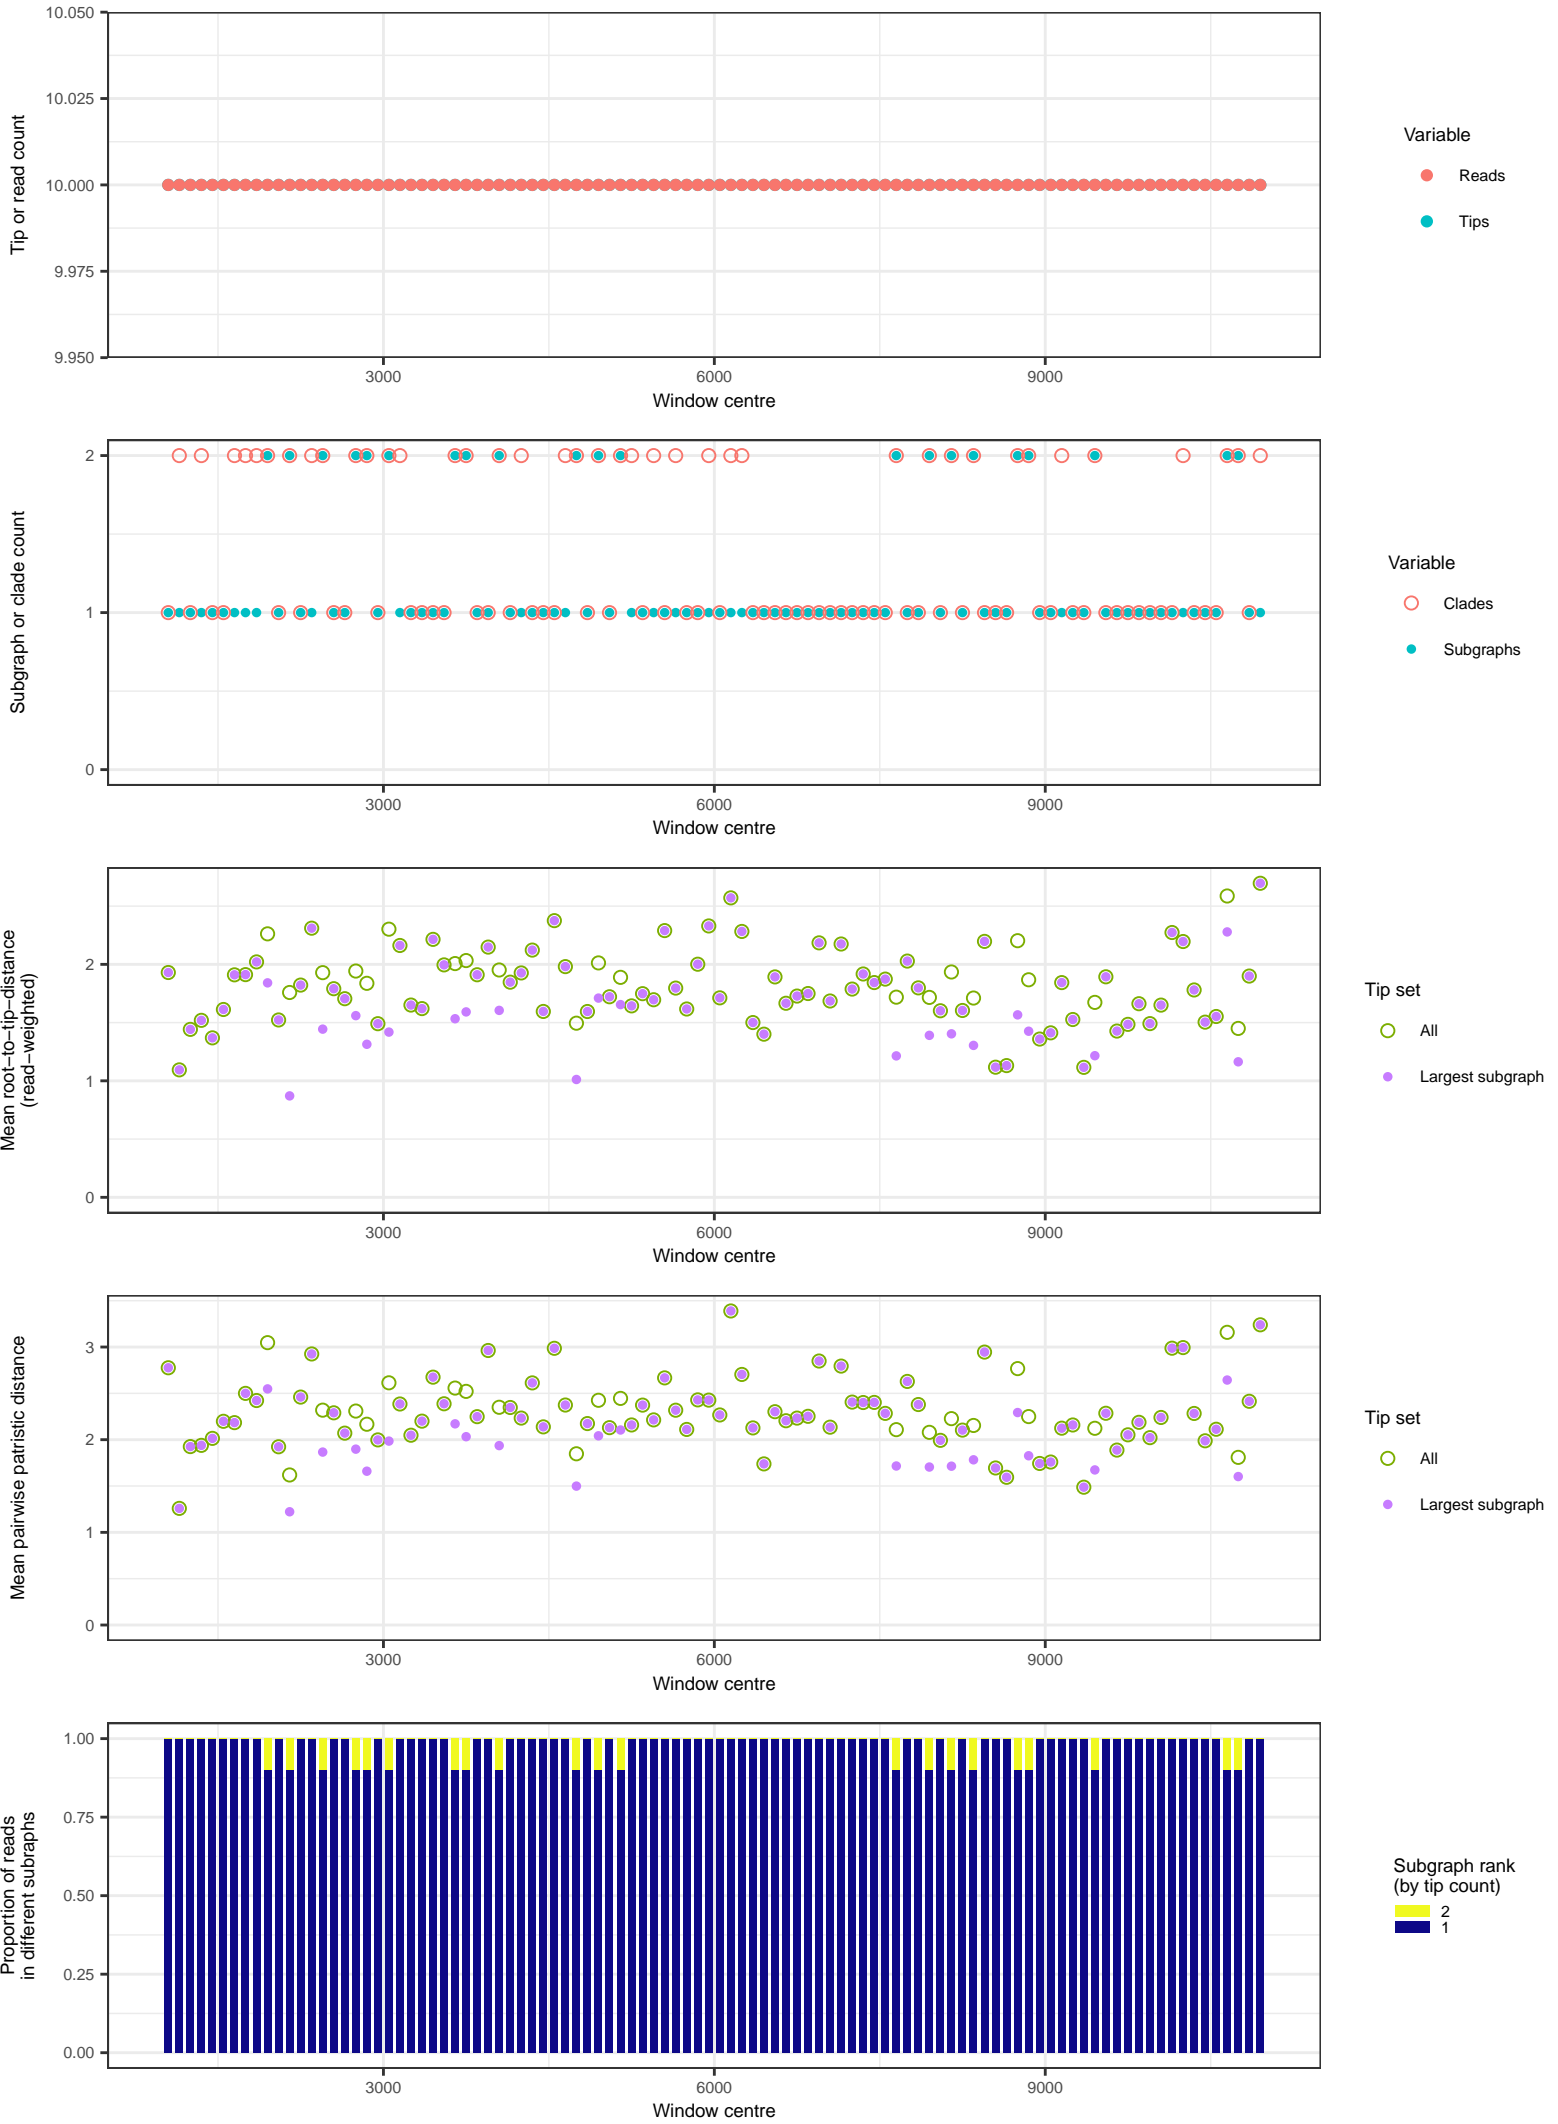 10.050
10.025
10.000
9.975
9.950
Tip or read count
3000 6000 9000
Window centre
Variable
Reads
Tips
2
1
0
Subgraph or clade count
3000 6000 9000
Window centre
Variable
Clades
Subgraphs
2
1
0
Mean root−to−tip−distance
(read−weighted)
3000 6000 9000
Window centre
Tip set
All
Largest subgraph
3
2
1
0
Mean pairwise patristic distance
3000 6000 9000
Window centre
Tip set
All
Largest subgraph
1.00
0.75
0.50
0.25
0.00
Proportion of reads
in different subraphs
3000 6000 9000
Window centre
Subgraph rank
(by tip count)
2
1